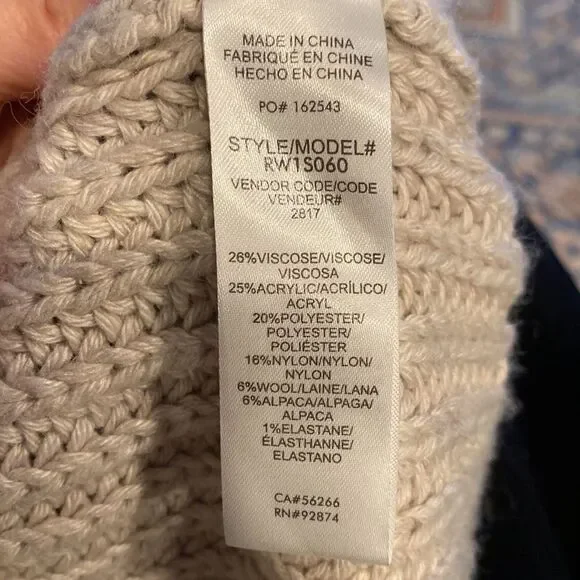 MADE IN CHINA
FABRIQUÉ EN CHINE
HECHO EN CHINA
PO# 162543
STYLE/MODEL#
RW1S060
VENDOR CODE/CODE
VENDEUR#
2817
26%VISCOSE/VISCOSE/
VISCOSA
25%ACRYLIC/ACRÍLICO/
ACRYL
20%POLYESTER/
POLYESTER/
POLIÉSTER
16%NYLON/NYLON/
NYLON
6%WOOL/LAINE/LANA
6%ALPACA/ALPAGA/
ALPACA
1%ELASTANE/
ÉLASTHANNE/
ELASTANO
CA#56266
RN#92874